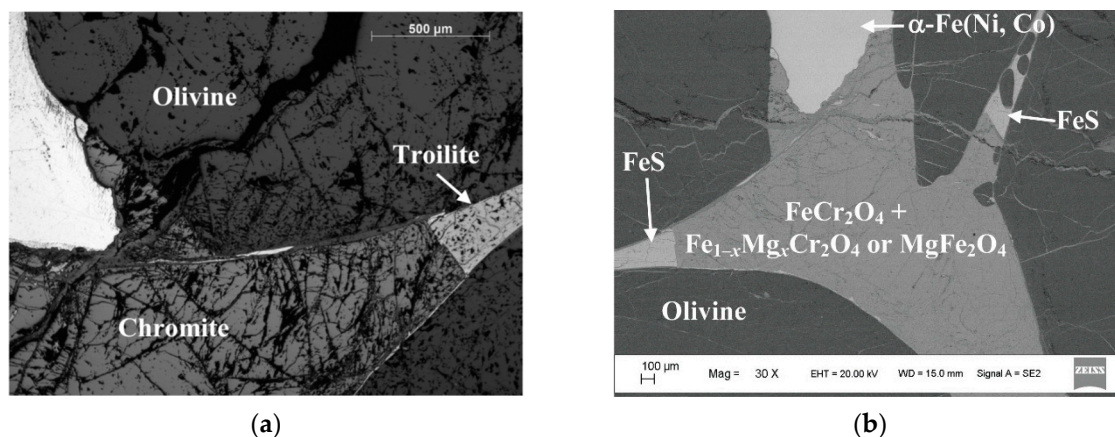 500 μm
Olivine
Troilite
Chromite
(a)
α-Fe(Ni, Co)
FeS
FeS
FeCr₂O₄ +
Fe₁₋ₓMgₓCr₂O₄ or MgFe₂O₄
Olivine
100 μm
Mag = 30 X
EHT = 20.00 kV
WD = 15.0 mm
Signal A = SE2
ZEISS
(b)